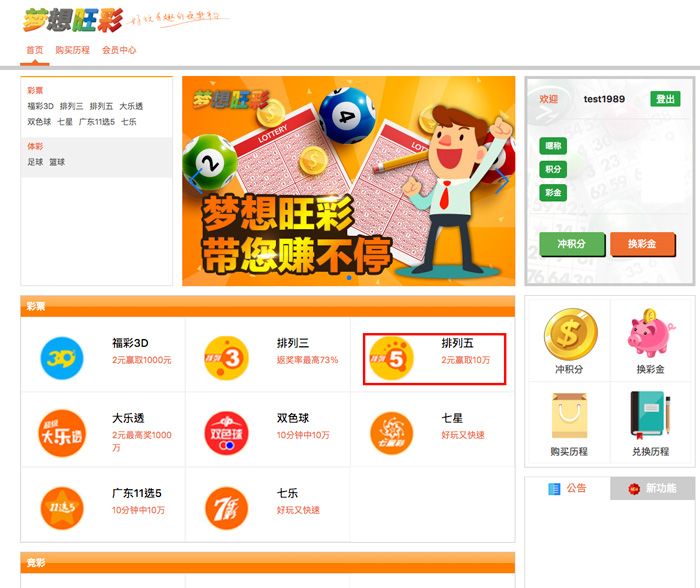 梦想旺彩
首页 购买历程 会员中心
彩票
福彩3D 排列三 排列五 大乐透
双色球 七星 广东11选5 七乐
体彩
足球 篮球
梦想旺彩
LOTTERY
LOTTERY
2
4
梦想旺彩
带您赚不停
欢迎 test1989 登出
暱称
积分
彩金
冲积分 换彩金
彩票
福彩3D
2元赢取1000元
排列三
返奖率最高73%
排列五
2元赢取10万
3D
排列3
排列5
大乐透
2元最高奖1000
万
双色球
10分钟中10万
七星
好玩又快速
超级
大乐透
双色球
七星彩
广东11选5
10分钟中10万
七乐
好玩又快速
11选5
7乐彩
竞彩
冲积分
换彩金
购买历程
兑换历程
公告
新功能